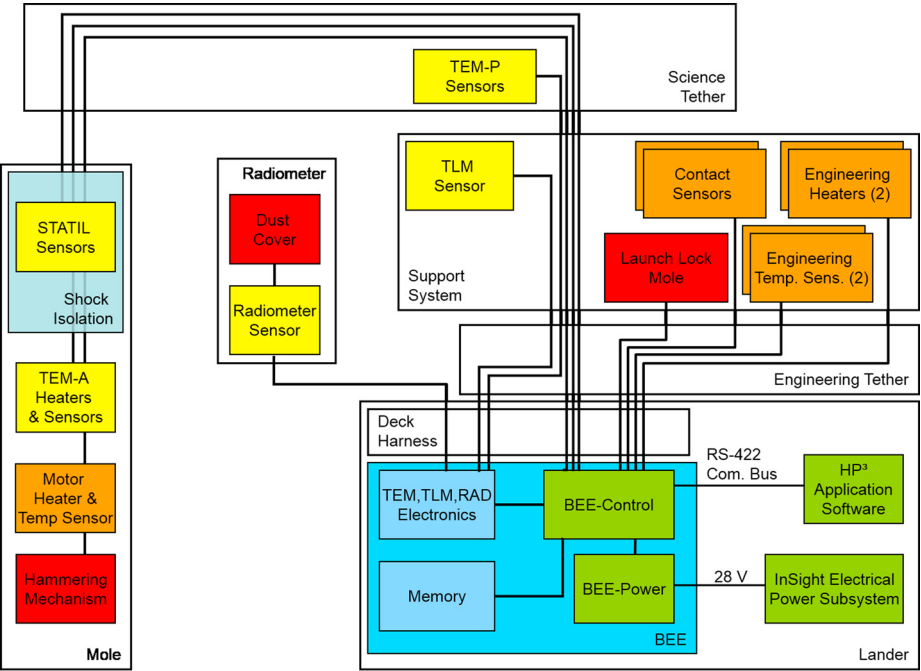 TEM-P
Sensors
Science
Tether
STATIL
Sensors
Shock
Isolation
TEM-A
Heaters
& Sensors
Motor
Heater &
Temp Sensor
Hammering
Mechanism
Mole
Radiometer
Dust
Cover
Radiometer
Sensor
TLM
Sensor
Contact
Sensors
Engineering
Heaters (2)
Launch Lock
Mole
Engineering
Temp. Sens. (2)
Support
System
Engineering Tether
Deck
Harness
TEM,TLM,RAD
Electronics
BEE-Control
RS-422
Com. Bus
HP³
Application
Software
Memory
BEE-Power
28 V
InSight Electrical
Power Subsystem
BEE
Lander